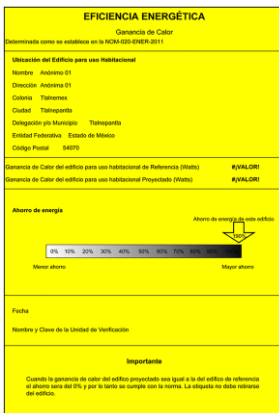 EFICIENCIA ENERGÉTICA
Ganancia de Calor
Determinada como se establece en la NOM-020-ENER-2011
Ubicación del Edificio para uso Habitacional
Nombre Anónimo 01
Dirección Anónima 01
Colonia Tlalnemex
Ciudad Tlalnepantla
Delegación y/o Municipio Tlalnepantla
Entidad Federativa Estado de México
Código Postal 54070
Ganancia de Calor del edificio para uso habitacional de Referencia (Watts) #¡VALOR!
Ganancia de Calor del edificio para uso habitacional Proyectado (Watts) #¡VALOR!
Ahorro de energía
Ahorro de energía de este edificio
100%
0% 10% 20% 30% 40% 50% 60% 70% 80% 90%
Menor ahorro Mayor ahorro
Fecha
Nombre y Clave de la Unidad de Verificación
Importante
Cuando la ganancia de calor del edificio proyectado sea igual a la del edificio de referencia
el ahorro sera del 0% y por lo tanto se cumple con la norma. La etiqueta no debe retirarse
del edificio.